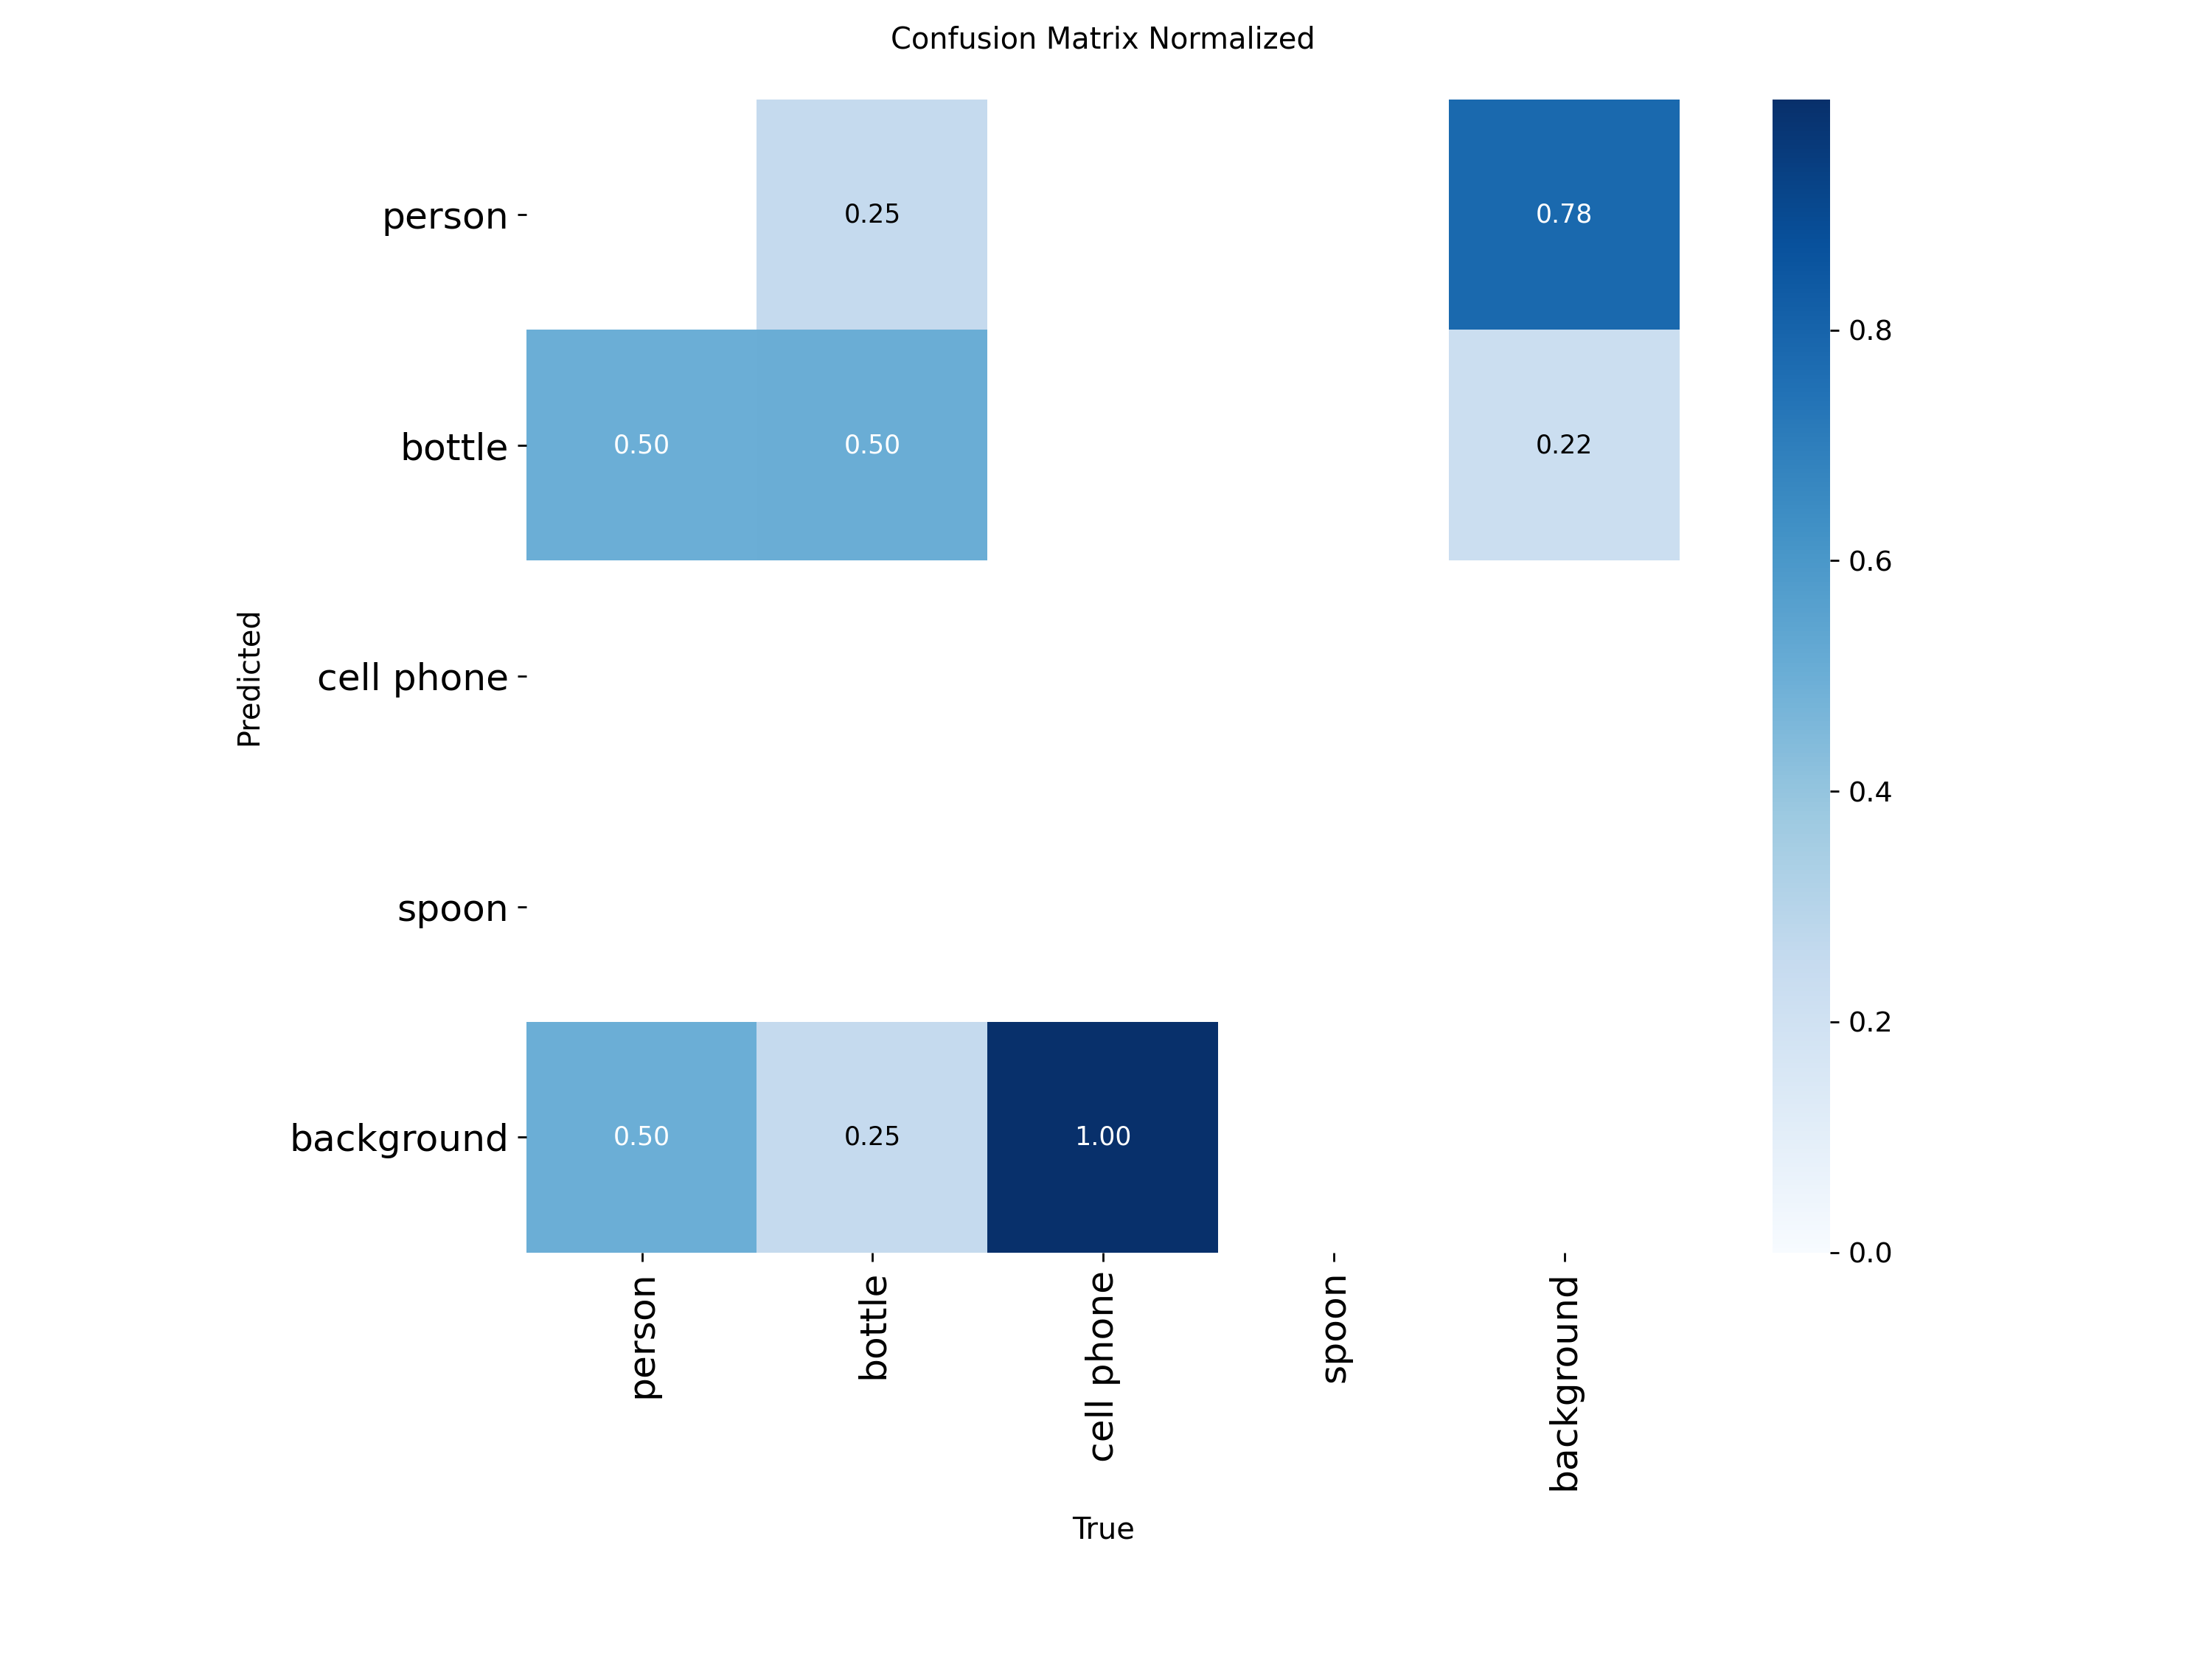 Confusion Matrix Normalized
person
0.25
0.78
bottle
0.50
0.50
0.22
cell phone
spoon
background
0.50
0.25
1.00
Predicted
person
bottle
cell phone
spoon
background
True
0.8
0.6
0.4
0.2
0.0